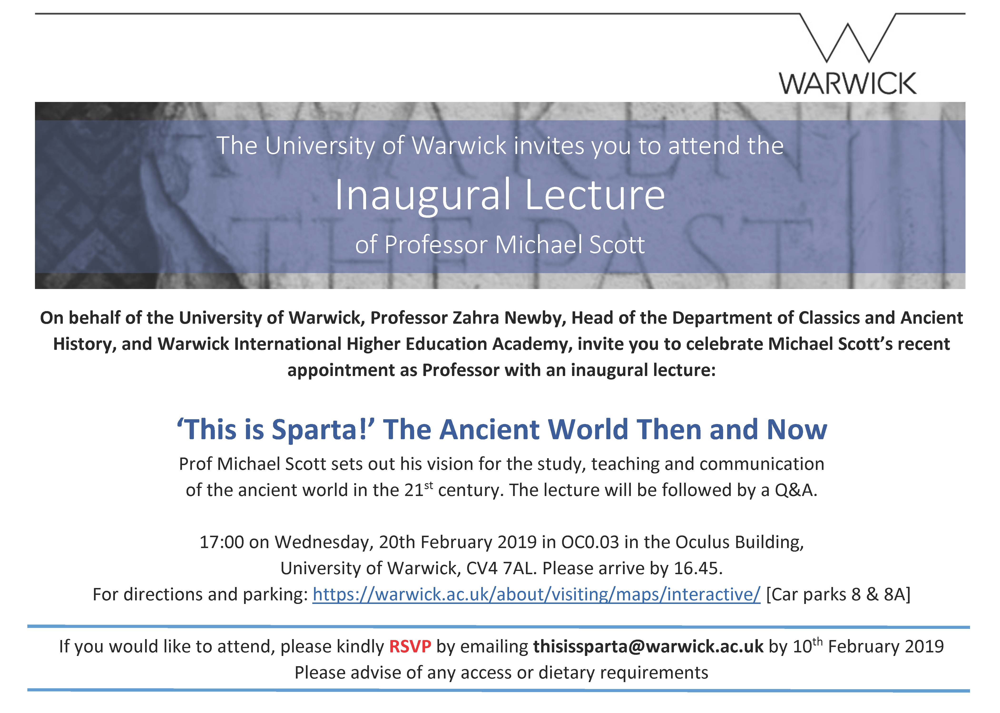 WARWICK
AWAKEN
THE PAST
The University of Warwick invites you to attend the
Inaugural Lecture
of Professor Michael Scott
On behalf of the University of Warwick, Professor Zahra Newby, Head of the Department of Classics and Ancient
History, and Warwick International Higher Education Academy, invite you to celebrate Michael Scott’s recent
appointment as Professor with an inaugural lecture:
‘This is Sparta!’ The Ancient World Then and Now
Prof Michael Scott sets out his vision for the study, teaching and communication
of the ancient world in the 21st century. The lecture will be followed by a Q&A.
17:00 on Wednesday, 20th February 2019 in OC0.03 in the Oculus Building,
University of Warwick, CV4 7AL. Please arrive by 16.45.
For directions and parking: https://warwick.ac.uk/about/visiting/maps/interactive/ [Car parks 8 & 8A]
If you would like to attend, please kindly RSVP by emailing thisissparta@warwick.ac.uk by 10th February 2019
Please advise of any access or dietary requirements